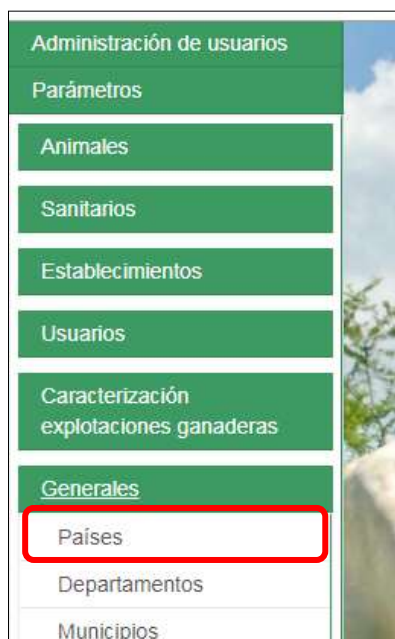 Administración de usuarios
Parámetros
Animales
Sanitarios
Establecimientos
Usuarios
Caracterización
explotaciones ganaderas
Generales
Países
Departamentos
Municipios